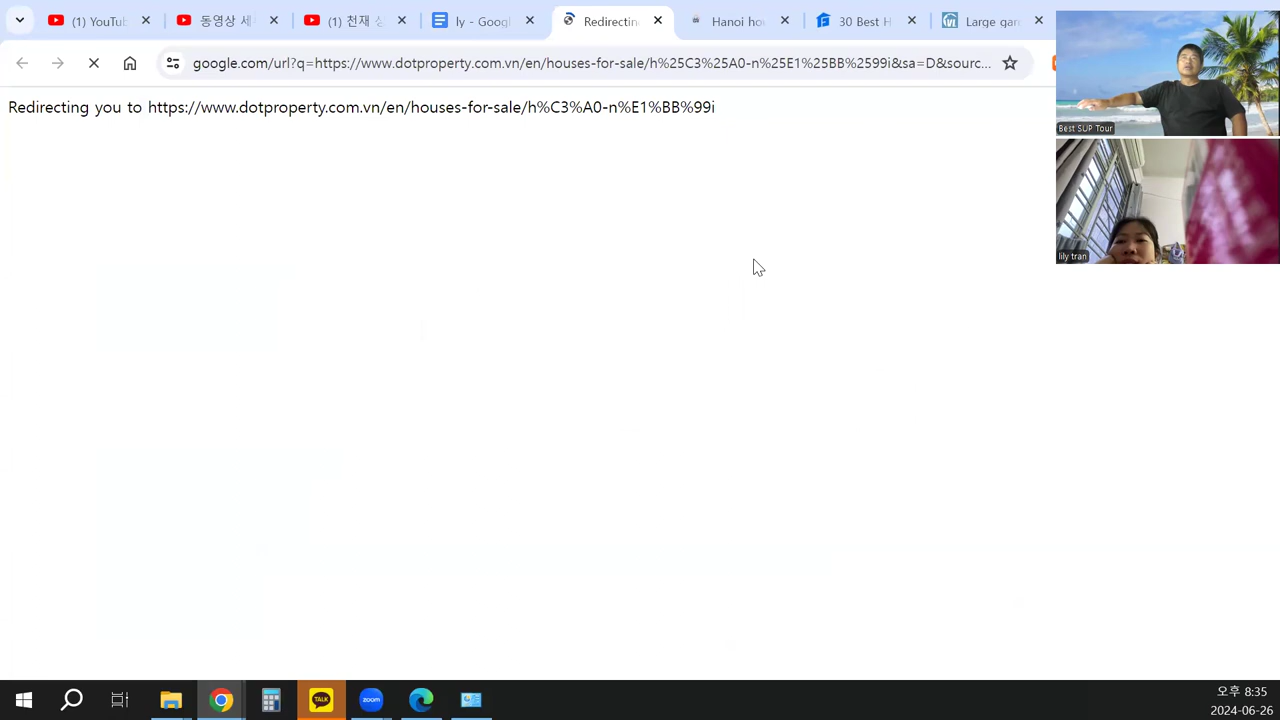 (1) YouTub
동영상 세
(1) 천재 심
ly - Googl
Redirectin
Hanoi hou
30 Best H
Large gar
google.com/url?q=https://www.dotproperty.com.vn/en/houses-for-sale/h%25C3%25A0-n%25E1%25BB%2599i&sa=D&sourc...
Redirecting you to https://www.dotproperty.com.vn/en/houses-for-sale/h%C3%A0-n%E1%BB%99i
Best SUP Tour
lily tran
TALK
zoom
오후 8:35
2024-06-26